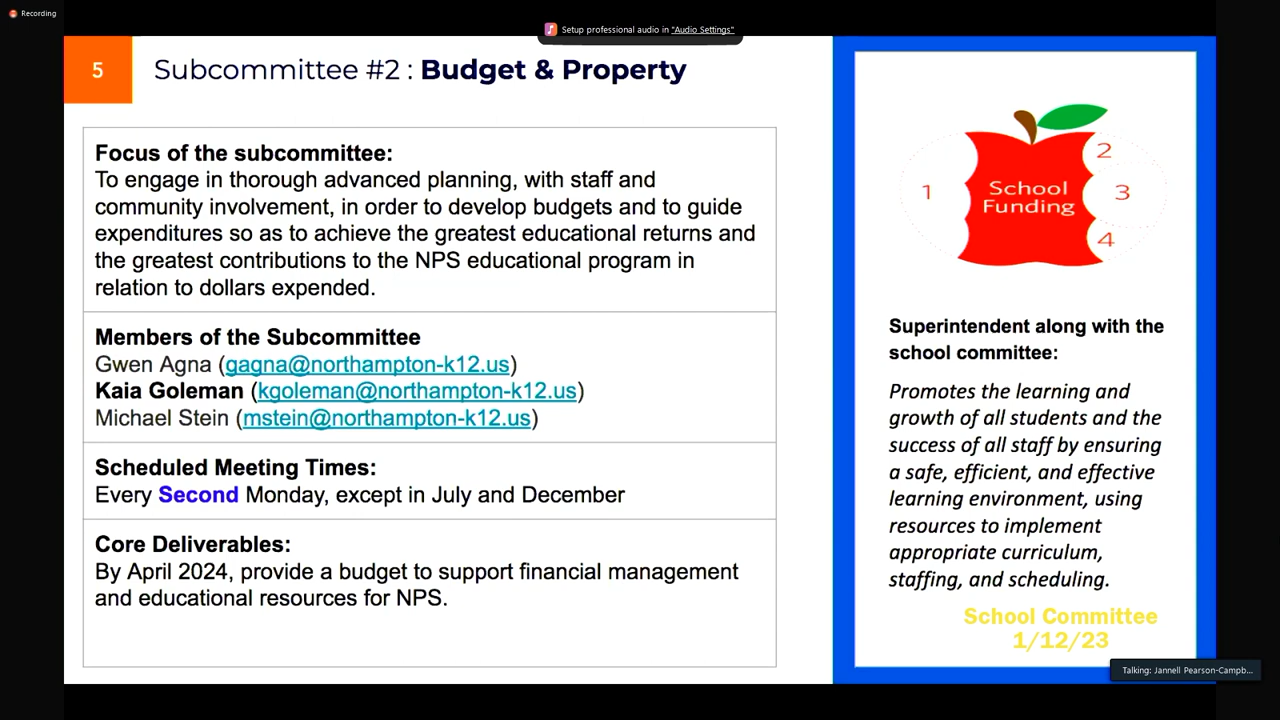 Recording
Setup professional audio in "Audio Settings"
5
Subcommittee #2 : Budget & Property
Focus of the subcommittee:
To engage in thorough advanced planning, with staff and
community involvement, in order to develop budgets and to guide
expenditures so as to achieve the greatest educational returns and
the greatest contributions to the NPS educational program in
relation to dollars expended.
Members of the Subcommittee
Gwen Agna (gagna@northampton-k12.us)
Kaia Goleman (kgoleman@northampton-k12.us)
Michael Stein (mstein@northampton-k12.us)
Scheduled Meeting Times:
Every Second Monday, except in July and December
Core Deliverables:
By April 2024, provide a budget to support financial management
and educational resources for NPS.
1
School
Funding
2
3
4
Superintendent along with the
school committee:
Promotes the learning and
growth of all students and the
success of all staff by ensuring
a safe, efficient, and effective
learning environment, using
resources to implement
appropriate curriculum,
staffing, and scheduling.
School Committee
1/12/23
Talking: Jannell Pearson-Campb...